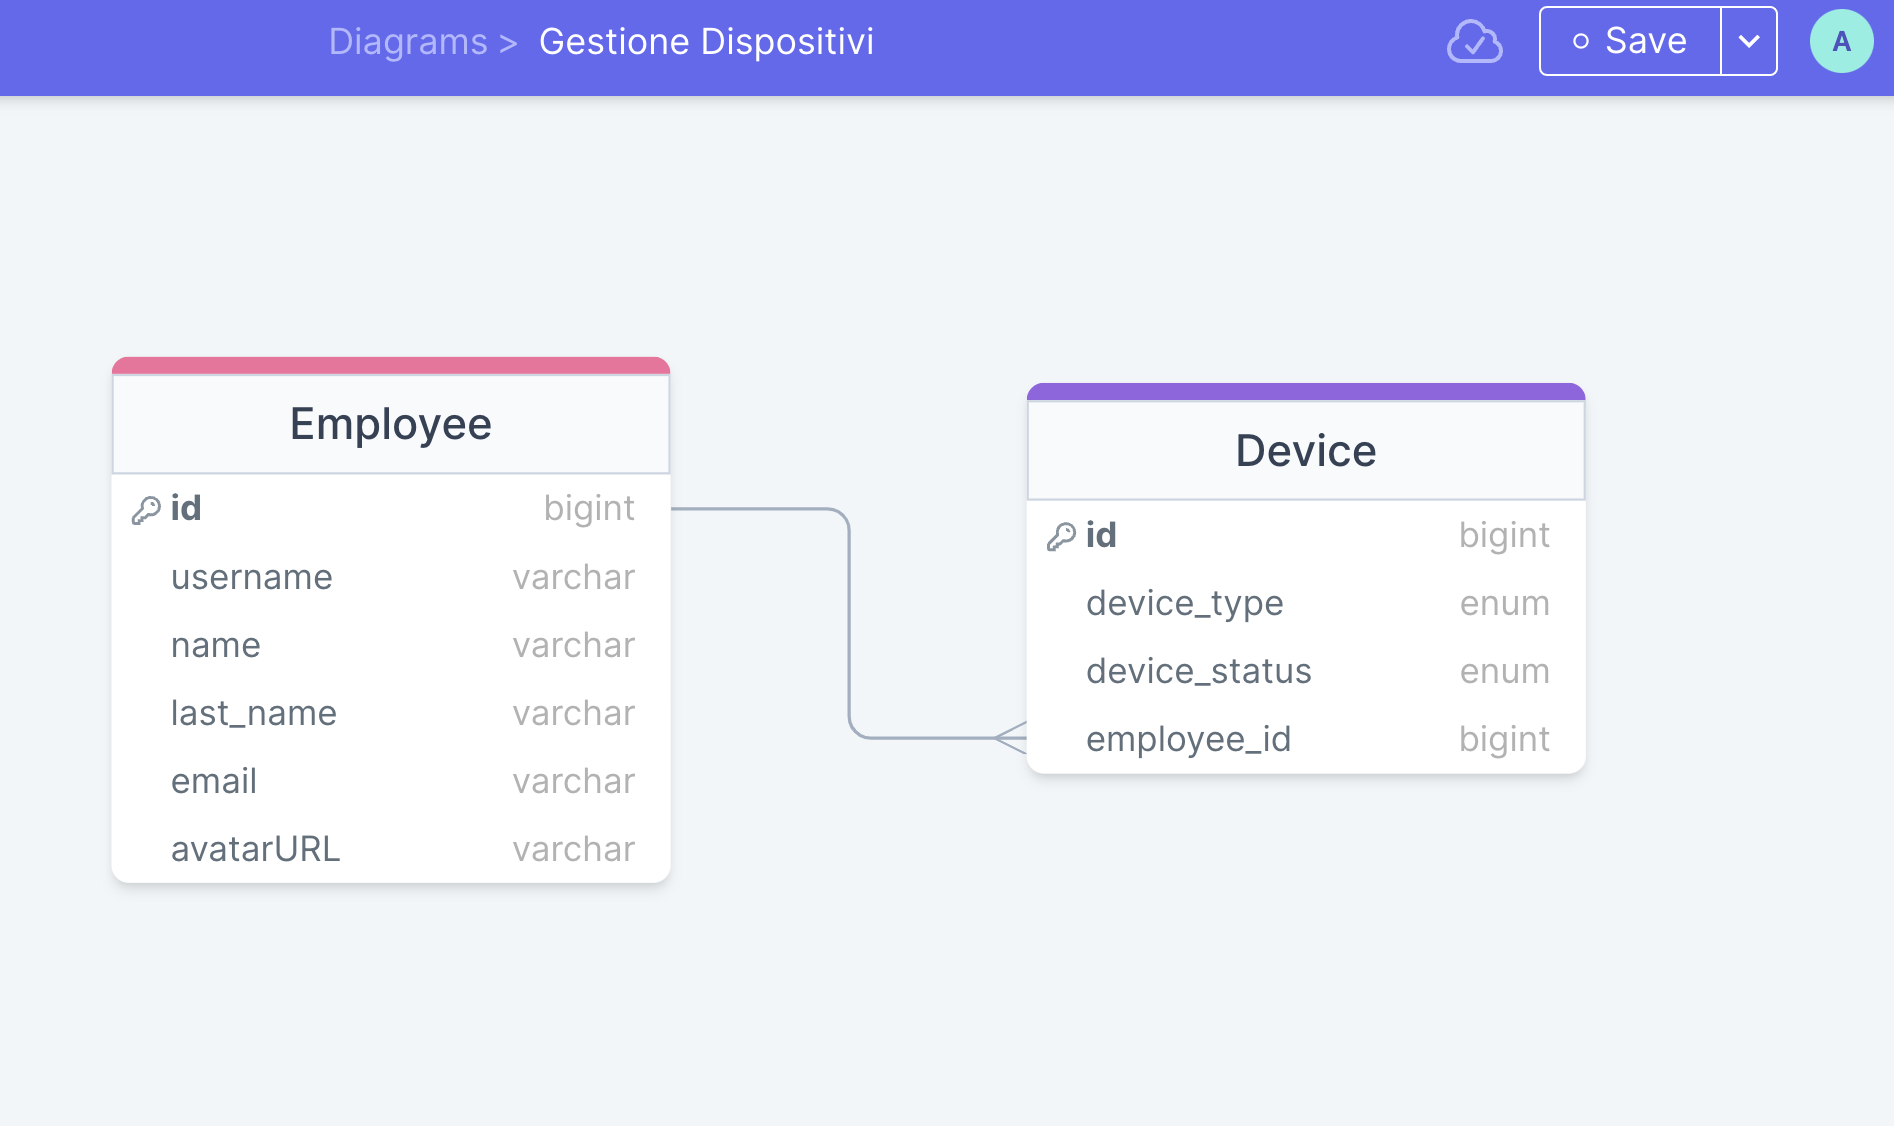 Diagrams > Gestione Dispositivi
Save
A
Employee
id bigint
username varchar
name varchar
last_name varchar
email varchar
avatarURL varchar
Device
id bigint
device_type enum
device_status enum
employee_id bigint